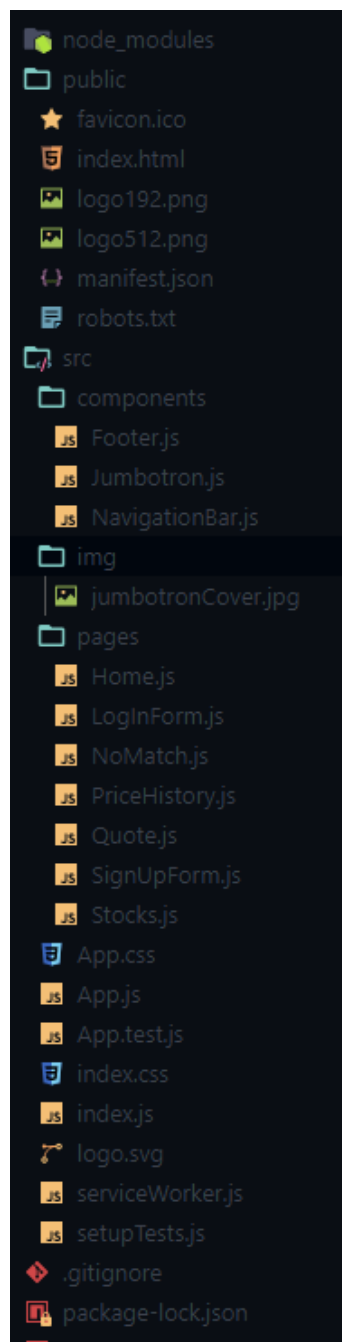 node_modules
public
favicon.ico
index.html
logo192.png
logo512.png
manifest.json
robots.txt
src
components
Footer.js
Jumbotron.js
NavigationBar.js
img
jumbotronCover.jpg
pages
Home.js
LogInForm.js
NoMatch.js
PriceHistory.js
Quote.js
SignUpForm.js
Stocks.js
App.css
App.js
App.test.js
index.css
index.js
logo.svg
serviceWorker.js
setupTests.js
.gitignore
package-lock.json